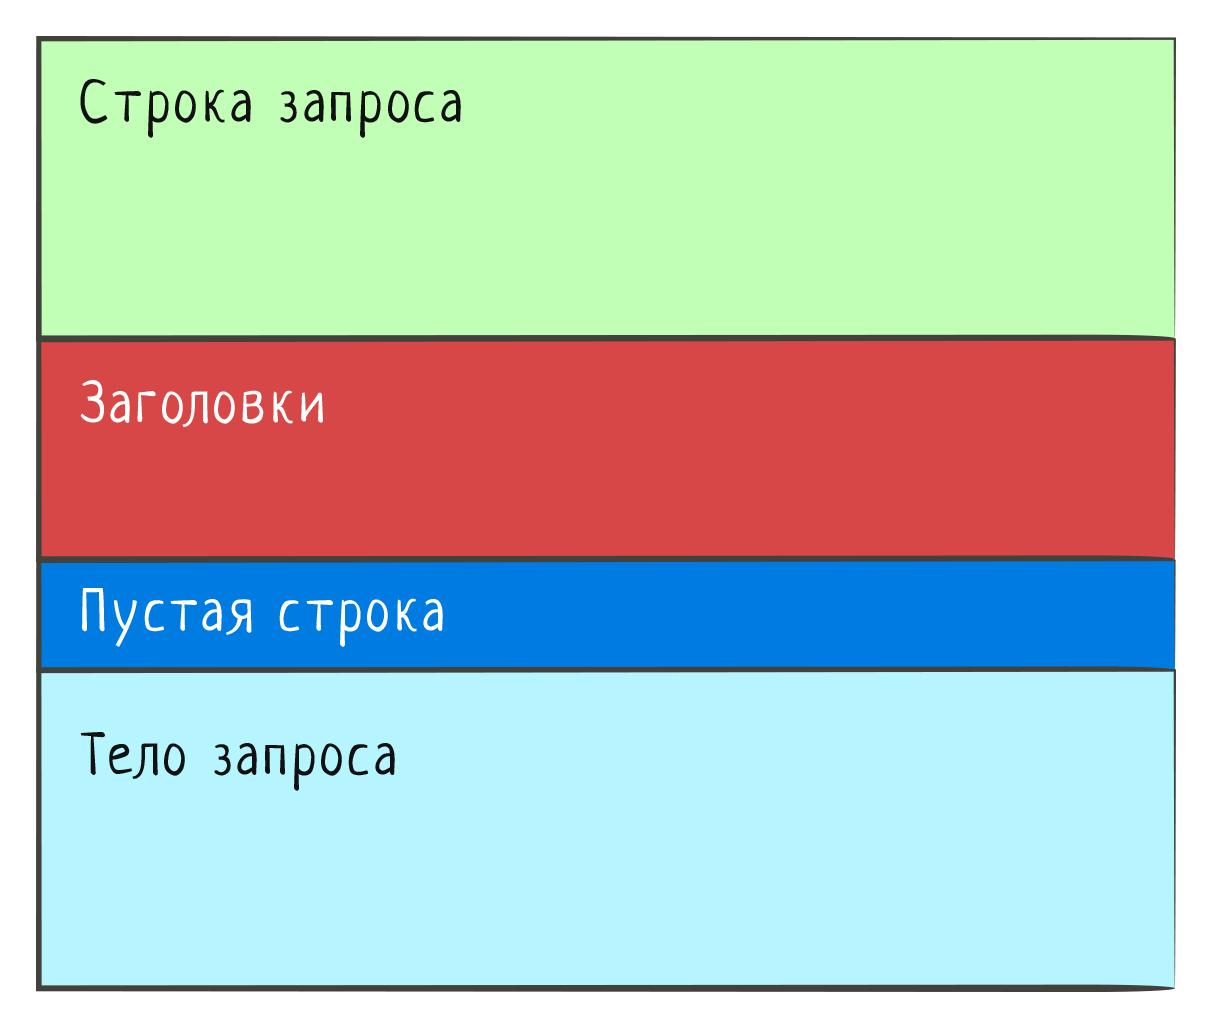 Строка запроса
Заголовки
Пустая строка
Тело запроса